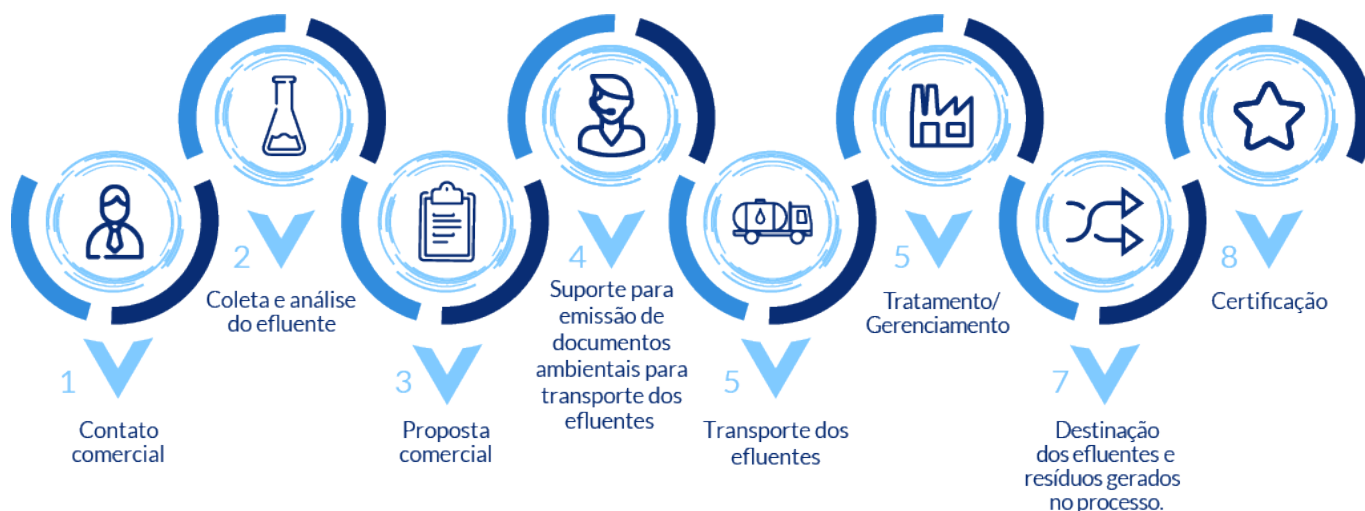 1
Contato
comercial
2
Coleta e análise
do efluente
3
Proposta
comercial
4
Suporte para
emissão de
documentos
ambientais para
transporte dos
efluentes
5
Transporte dos
efluentes
5
Tratamento/
Gerenciamento
7
Destinação
dos efluentes e
resíduos gerados
no processo.
8
Certificação